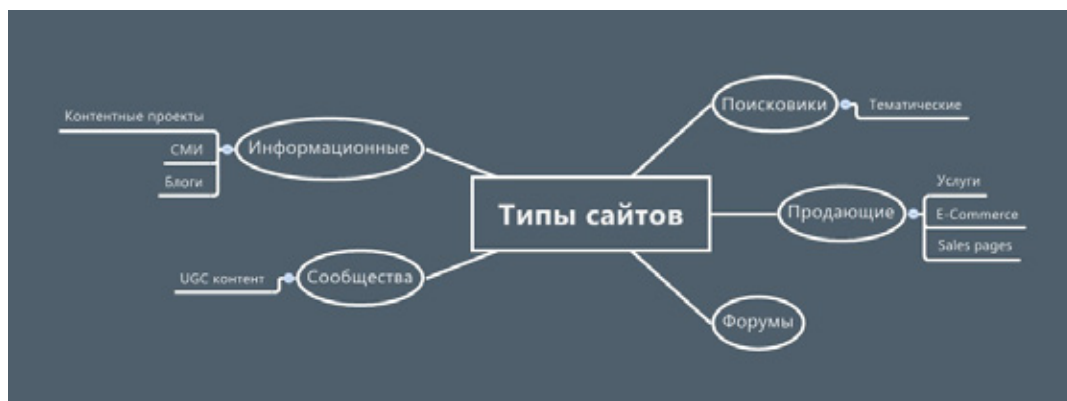 Типы сайтов
Информационные
Контентные проекты
СМИ
Блоги
Сообщества
UGC контент
Поисковики
Тематические
Продающие
Услуги
E-Commerce
Sales pages
Форумы